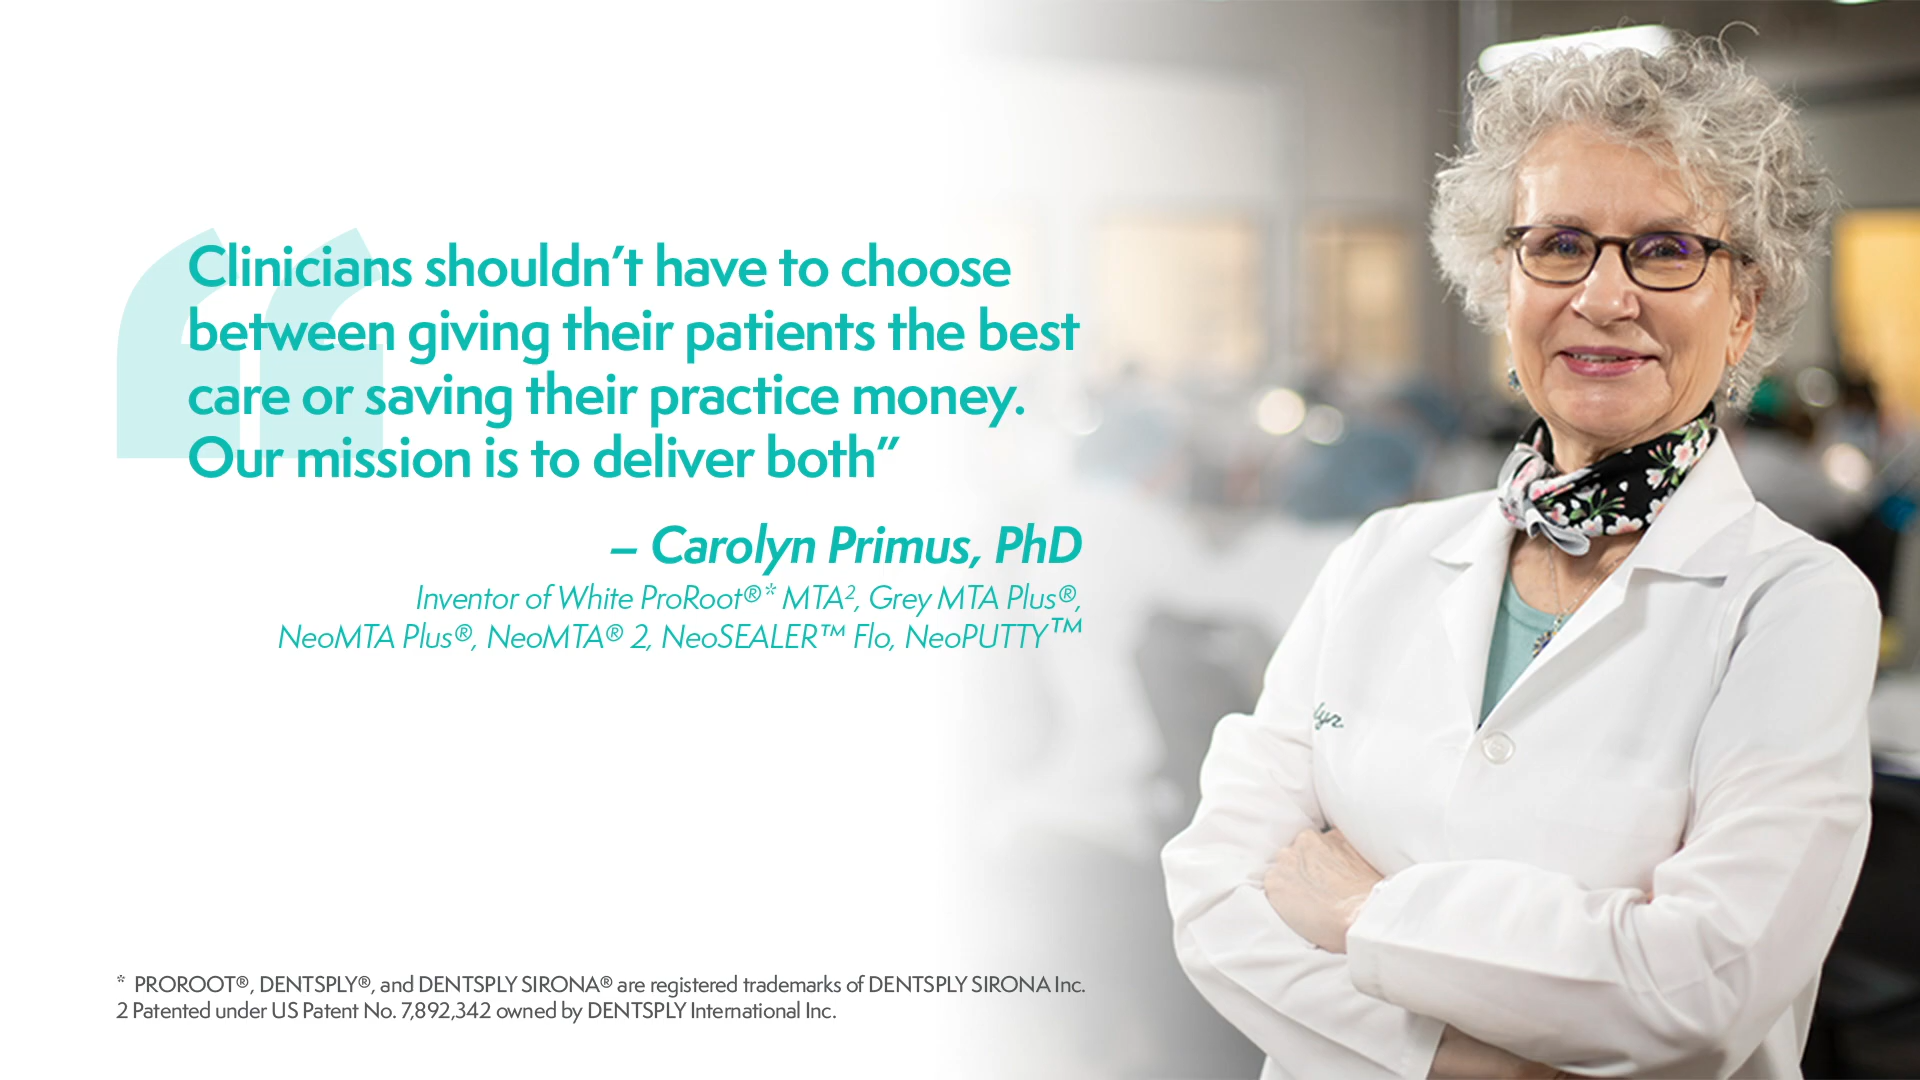 “
Clinicians shouldn’t have to choose
between giving their patients the best
care or saving their practice money.
Our mission is to deliver both”
– Carolyn Primus, PhD
Inventor of White ProRoot®* MTA², Grey MTA Plus®,
NeoMTA Plus®, NeoMTA® 2, NeoSEALER™ Flo, NeoPUTTY™
lyn
* PROROOT®, DENTSPLY®, and DENTSPLY SIRONA® are registered trademarks of DENTSPLY SIRONA Inc.
2 Patented under US Patent No. 7,892,342 owned by DENTSPLY International Inc.